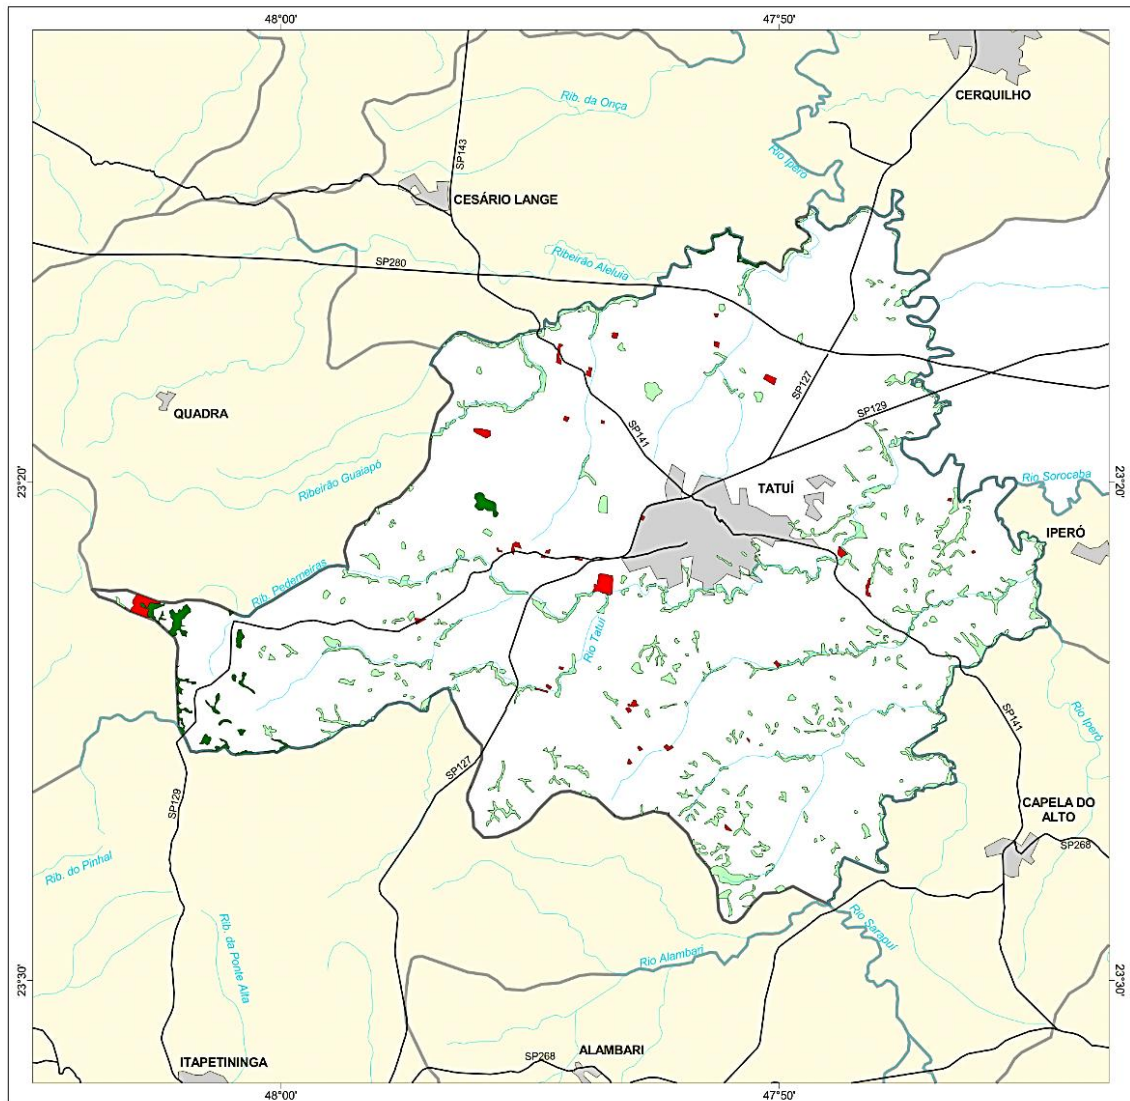 48°00'
47°50'
CERQUILHO
Rib. da Onça
SP143
Rio Iperó
CESÁRIO LANGE
Ribeirão Aleluia
SP280
SP127
QUADRA
SP129
SP141
Ribeirão Guaiapó
23°20'
TATUÍ
Rio Sorocaba
23°20'
IPERÓ
Rib. Pederneiras
Rio Tatuí
SP141
Rio Iperó
SP127
SP129
CAPELA DO
ALTO
SP268
Rib. do Pinhal
Rib. da Ponte Alta
Rio Sarapuí
Rio Alambari
23°30'
23°30'
ITAPETININGA
SP268
ALAMBARI
48°00'
47°50'